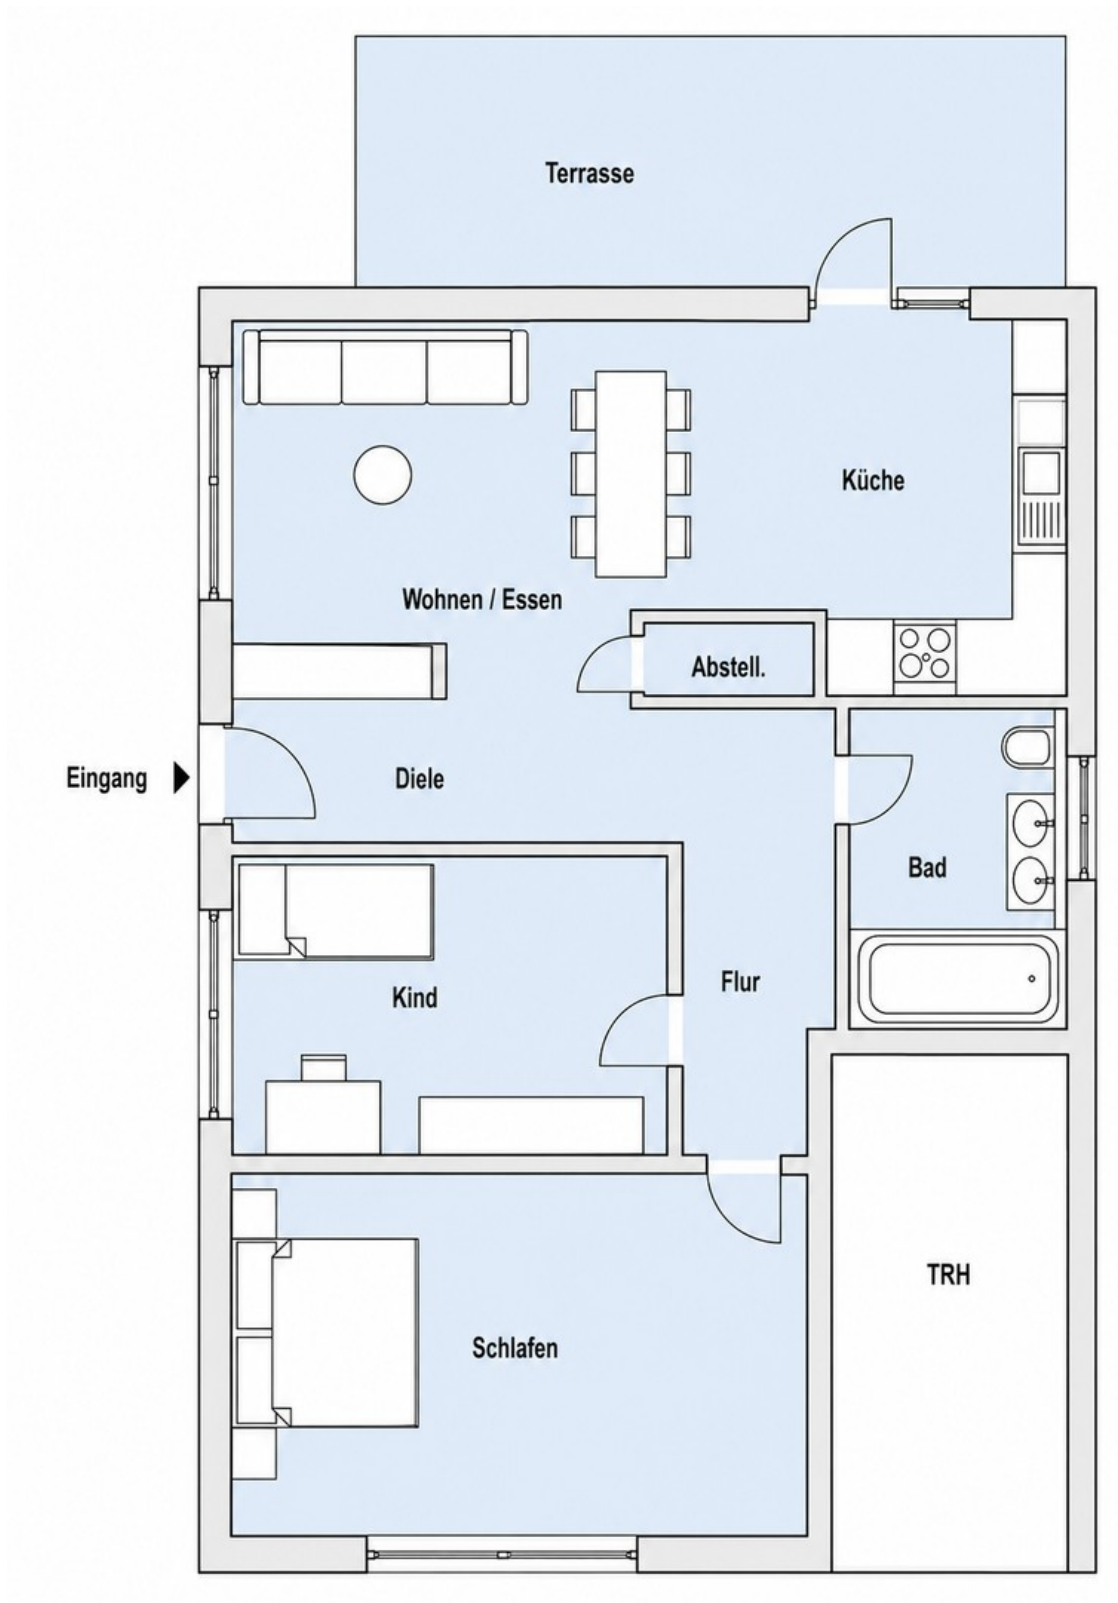 Terrasse
Küche
Wohnen / Essen
Abstell.
Eingang
Diele
Bad
Flur
Kind
TRH
Schlafen